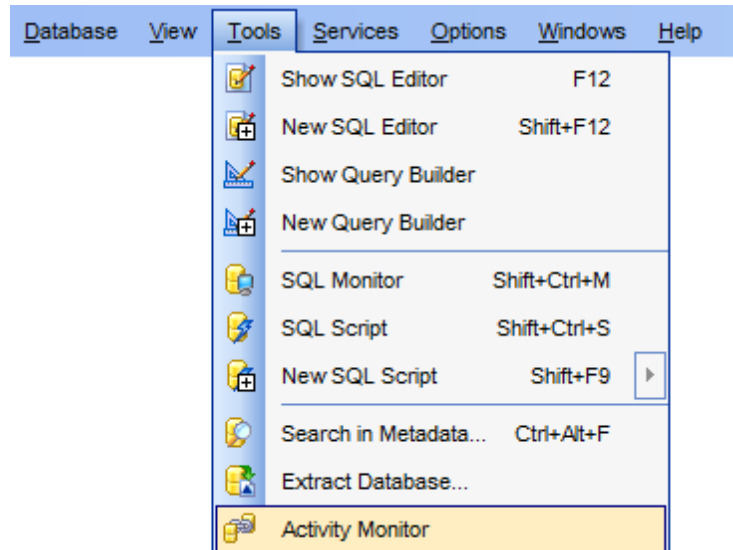 Database View Tools Services Options Windows Help
Show SQL Editor F12
New SQL Editor Shift+F12
Show Query Builder
New Query Builder
SQL Monitor Shift+Ctrl+M
SQL Script Shift+Ctrl+S
New SQL Script Shift+F9
Search in Metadata... Ctrl+Alt+F
Extract Database...
Activity Monitor